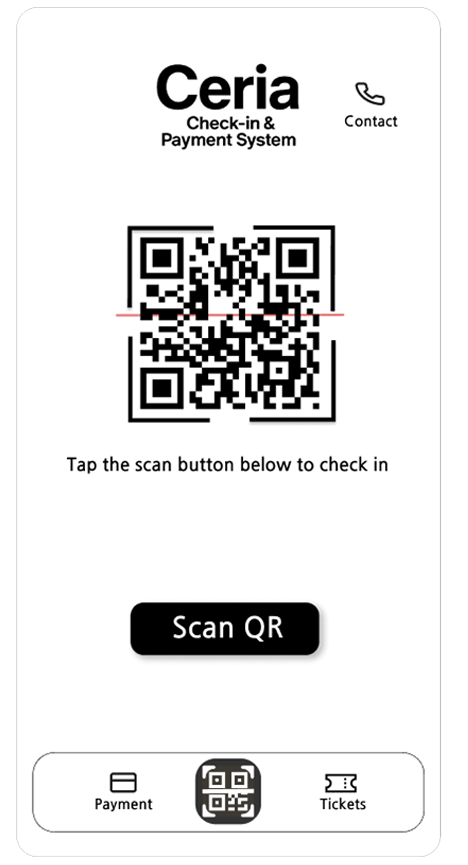 Ceria
Check-in &
Payment System
Contact
Tap the scan button below to check in
Scan QR
Payment
Tickets